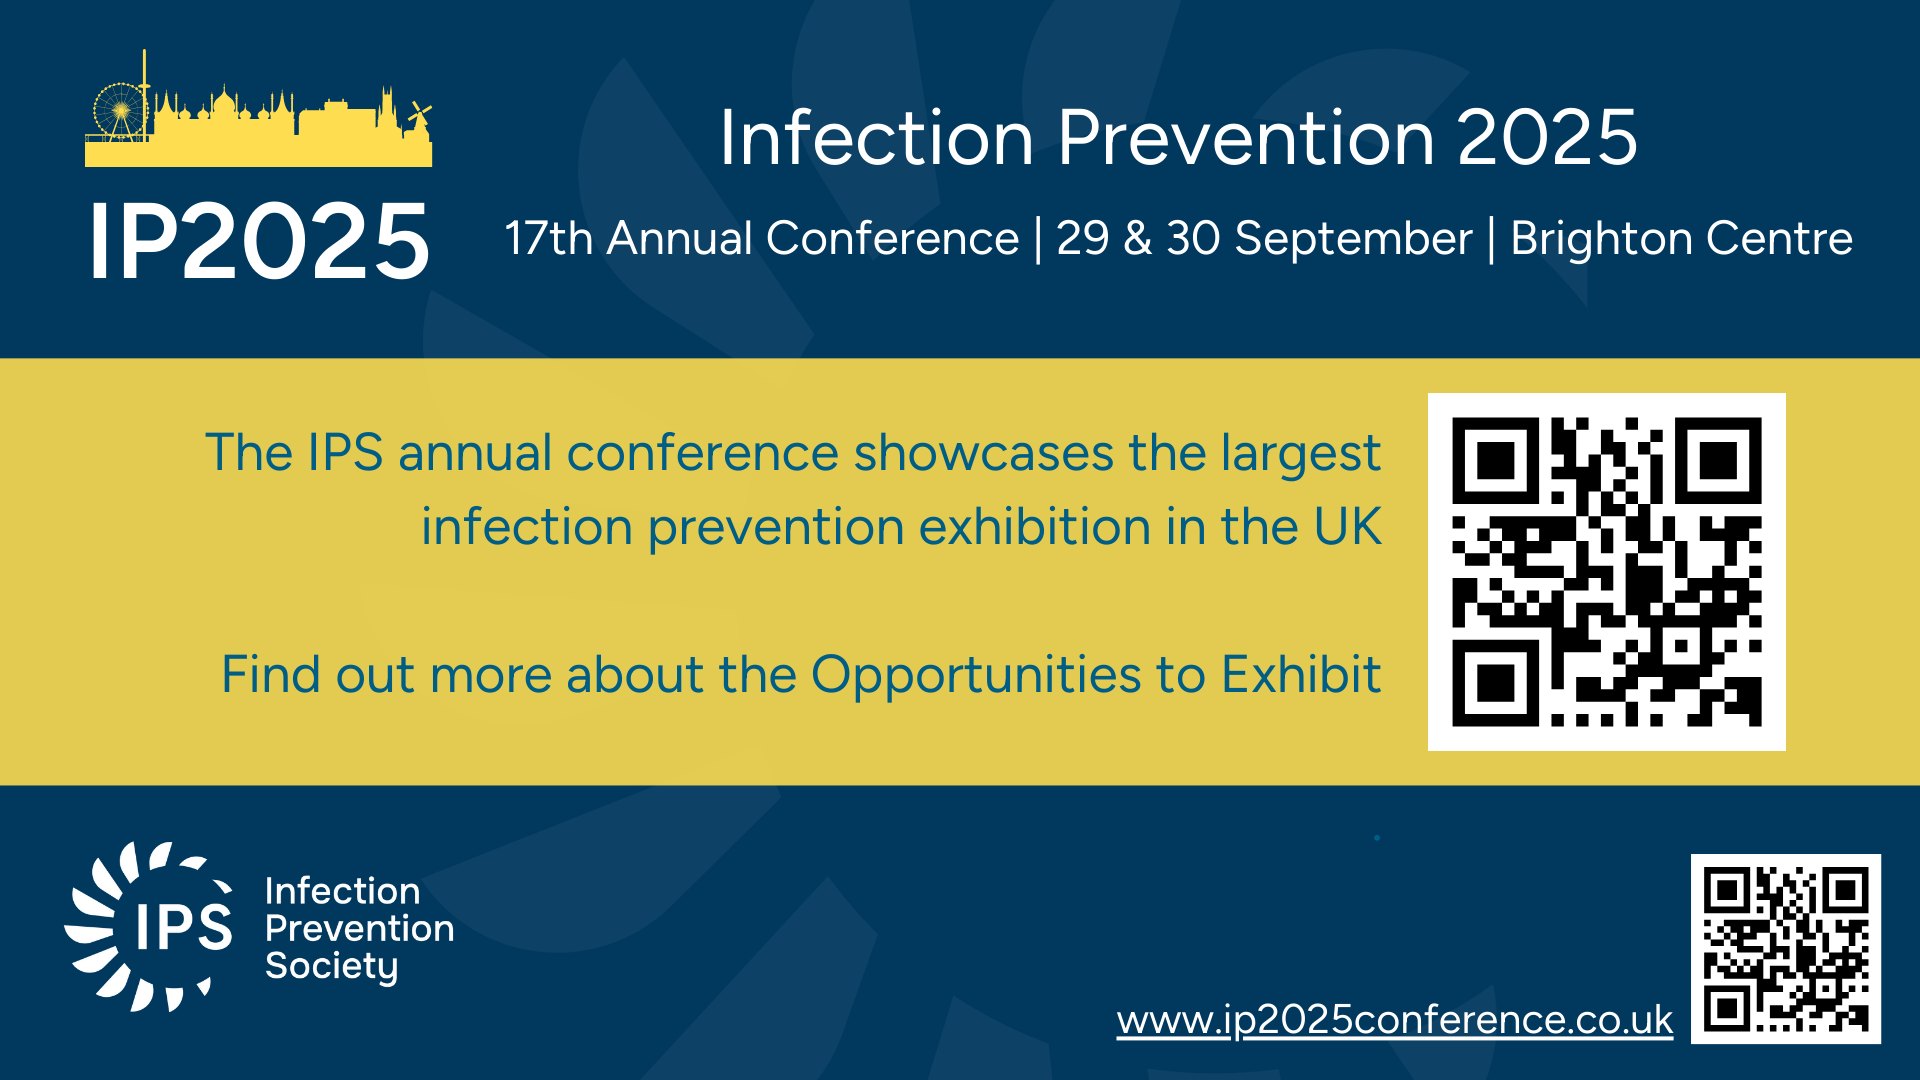 IP2025
Infection Prevention 2025
17th Annual Conference | 29 & 30 September | Brighton Centre
The IPS annual conference showcases the largest
infection prevention exhibition in the UK
Find out more about the Opportunities to Exhibit
IPS
Infection
Prevention
Society
www.ip2025conference.co.uk